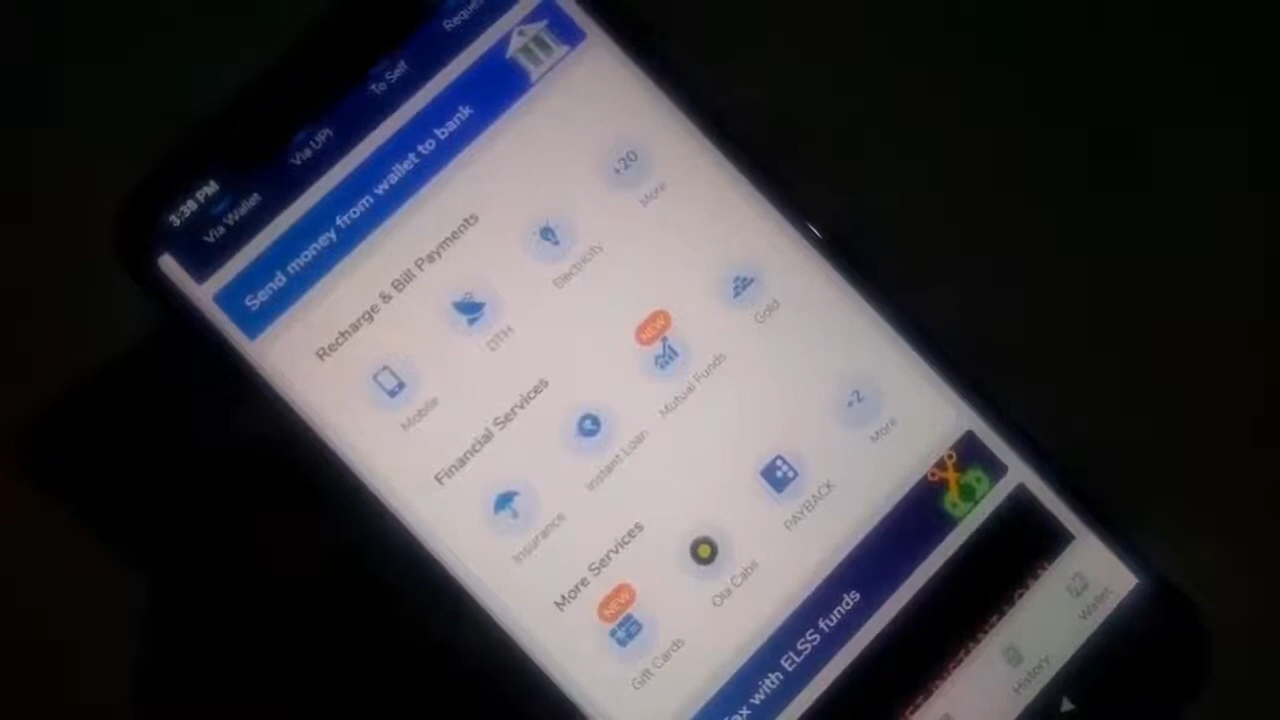 3:38 PM
Via Wallet
Via UPI
To Self
Send money from wallet to bank
Recharge & Bill Payments
Mobile
DTH
Electricity
+20
More
Financial Services
Insurance
Instant Loan
NEW
Mutual Funds
Gold
More Services
NEW
Gift Cards
Ola Cabs
PAYBACK
+2
More
with ELSS funds
History
Wallet